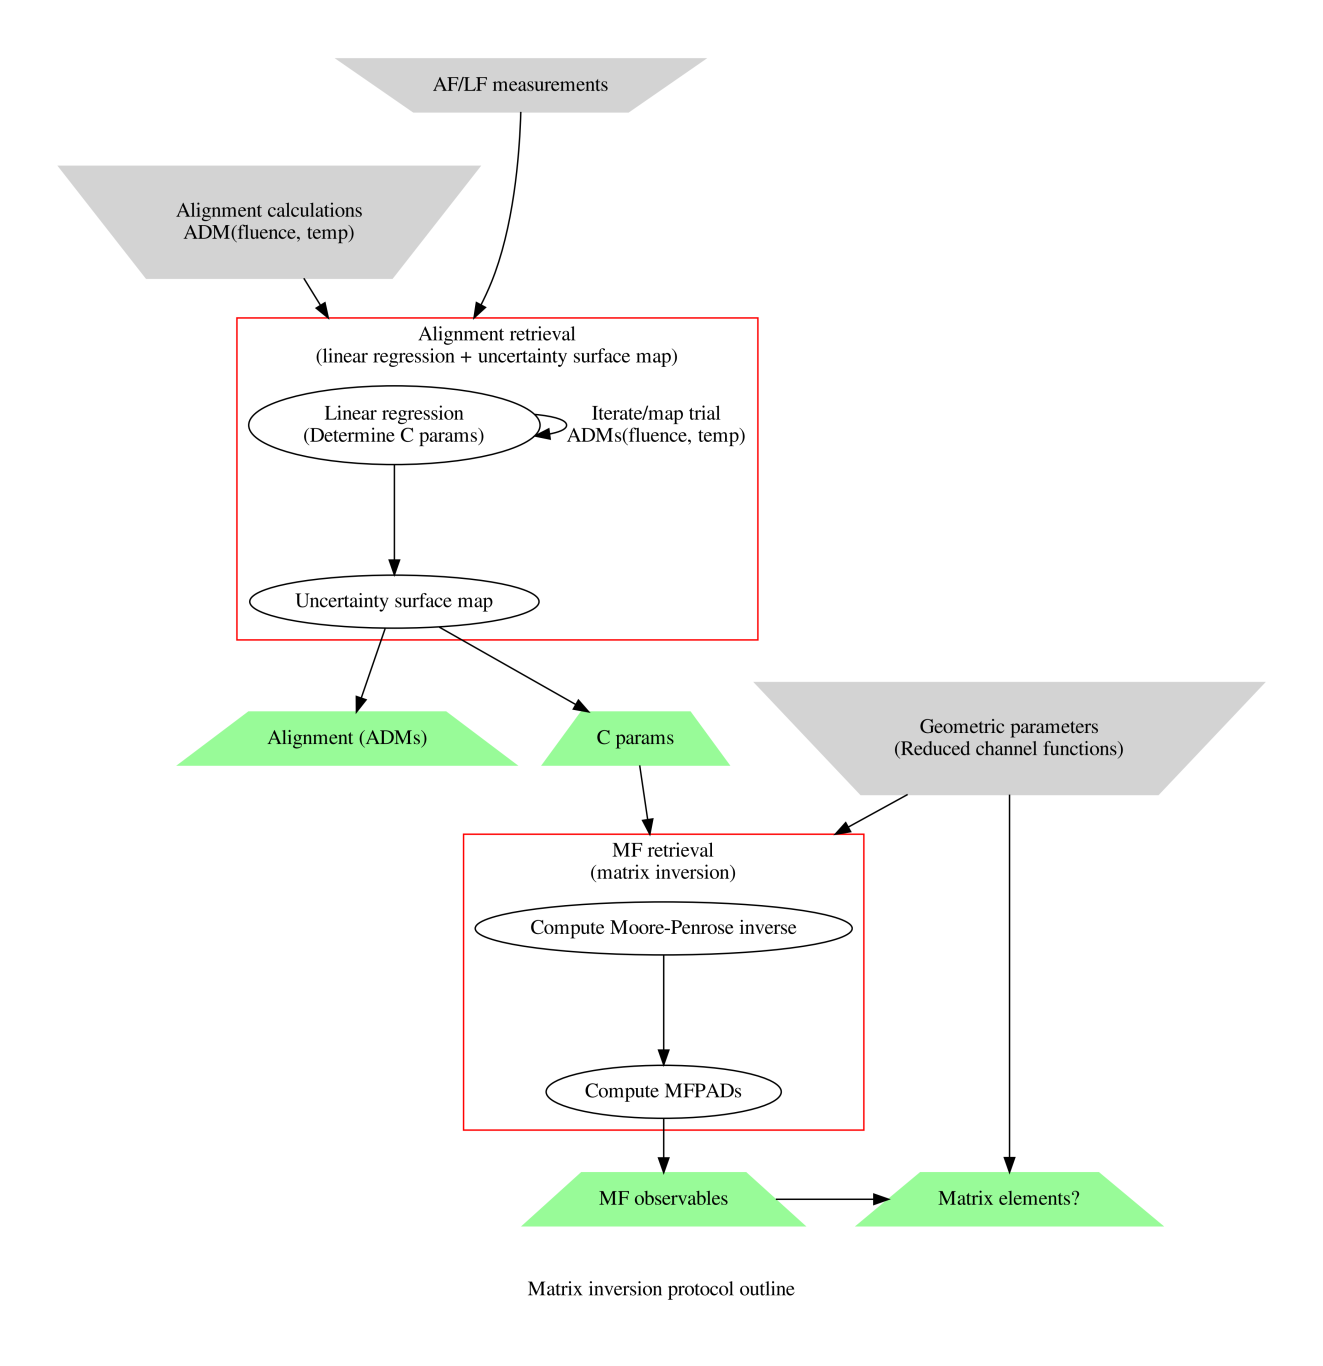 AF/LF measurements
Alignment calculations
ADM(fluence, temp)
Alignment retrieval
(linear regression + uncertainty surface map)
Linear regression
(Determine C params)
Iterate/map trial
ADMs(fluence, temp)
Uncertainty surface map
Alignment (ADMs)
C params
Geometric parameters
(Reduced channel functions)
MF retrieval
(matrix inversion)
Compute Moore-Penrose inverse
Compute MFPADs
MF observables
Matrix elements?
Matrix inversion protocol outline